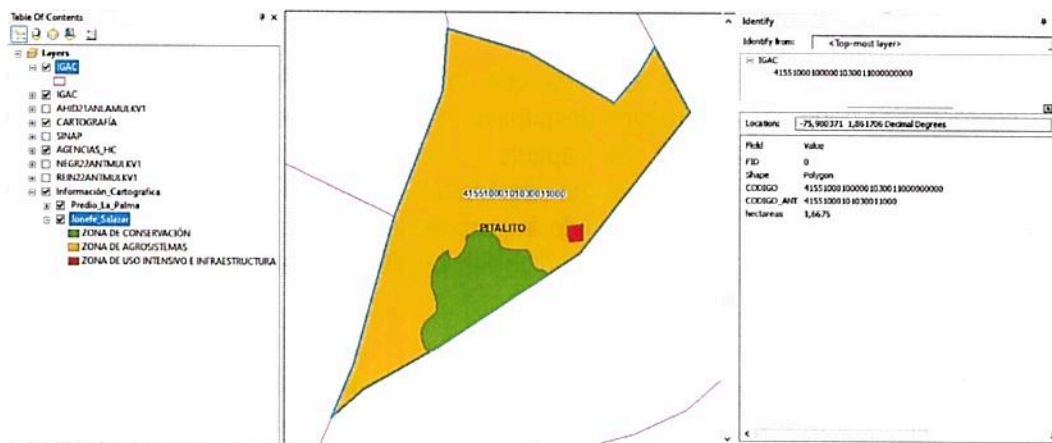 Table Of Contents
Layers
IGAC
IGAC
AHID21ANLAMULKV1
CARTOGRAFÍA
SINAP
AGENCIAS_HC
NEGR22ANTMULKV1
REIN22ANTMULKV1
Información_Cartografica
Predio_La_Palma
Jonefe_Salazar
ZONA DE CONSERVACIÓN
ZONA DE AGROSISTEMAS
ZONA DE USO INTENSIVO E INFRAESTRUCTURA
41551000101030011000
PITALITO
Identify
Identify from: <Top-most layer>
IGAC
415510001000001030011000000000
Location: -75,980371 1,861706 Decimal Degrees
Field Value
FID 0
Shape Polygon
CODIGO 415510001000001030011000000000
CODIGO_ANT 41551000101030011000
hectareas 1,6675